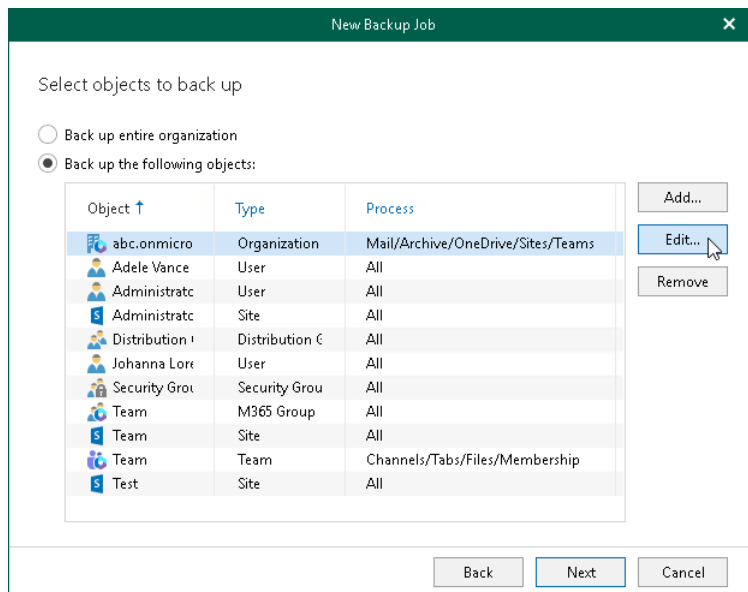 New Backup Job
Select objects to back up
Back up entire organization
Back up the following objects:
Object Type Process
abc.onmicro Organization Mail/Archive/OneDrive/Sites/Teams
Adele Vance User All
Administratc User All
Administratc Site All
Distribution Distribution All
Johanna Lore User All
Security Grou Security Grou All
Team M365 Group All
Team Site All
Team Team Channels/Tabs/Files/Membership
Test Site All
Add...
Edit...
Remove
Back Next Cancel